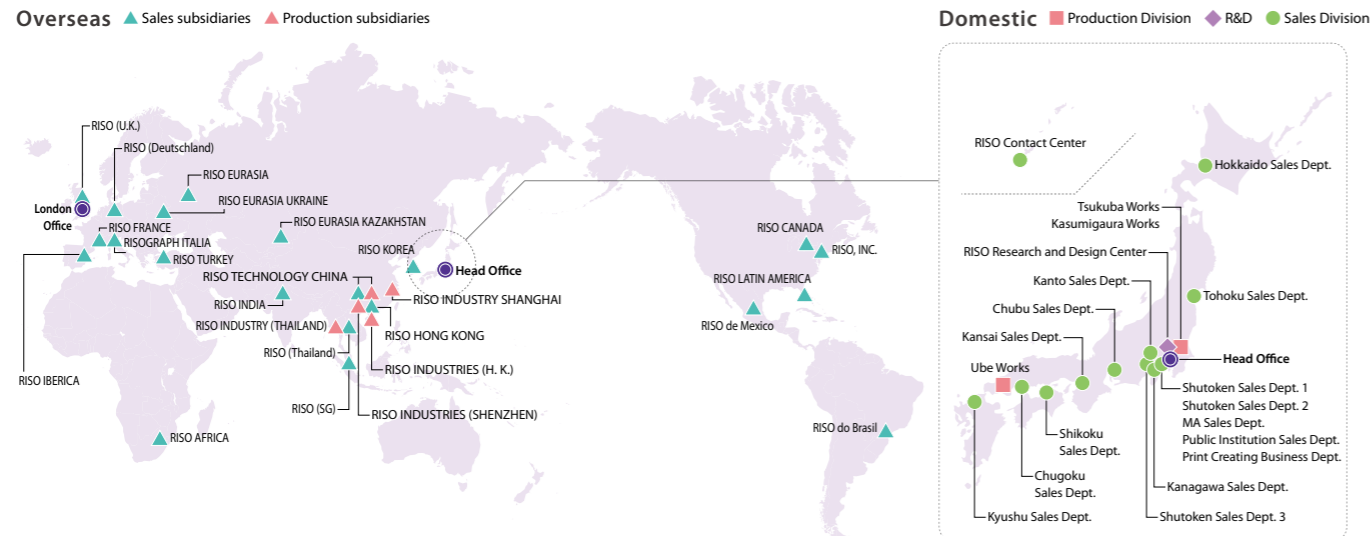 Overseas Sales subsidiaries Production subsidiaries
RISO (U.K.)
RISO (Deutschland)
RISO EURASIA
RISO EURASIA UKRAINE
London
Office
RISO FRANCE
RISOGRAPH ITALIA
RISO TURKEY
RISO EURASIA KAZAKHSTAN
RISO KOREA
Head Office
RISO TECHNOLOGY CHINA
RISO INDIA
RISO INDUSTRY SHANGHAI
RISO INDUSTRY (THAILAND)
RISO HONG KONG
RISO (Thailand)
RISO INDUSTRIES (H. K.)
RISO IBERICA
RISO (SG)
RISO INDUSTRIES (SHENZHEN)
RISO AFRICA
RISO CANADA
RISO, INC.
RISO LATIN AMERICA
RISO de Mexico
RISO do Brasil
Domestic Production Division R&D Sales Division
RISO Contact Center
Hokkaido Sales Dept.
Tsukuba Works
Kasumigaura Works
RISO Research and Design Center
Kanto Sales Dept.
Tohoku Sales Dept.
Chubu Sales Dept.
Kansai Sales Dept.
Head Office
Ube Works
Shutoken Sales Dept. 1
Shutoken Sales Dept. 2
MA Sales Dept.
Public Institution Sales Dept.
Print Creating Business Dept.
Shikoku
Sales Dept.
Chugoku
Sales Dept.
Kanagawa Sales Dept.
Kyushu Sales Dept.
Shutoken Sales Dept. 3